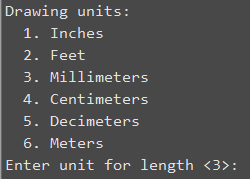 Drawing units:
1. Inches
2. Feet
3. Millimeters
4. Centimeters
5. Decimeters
6. Meters
Enter unit for length <3>: